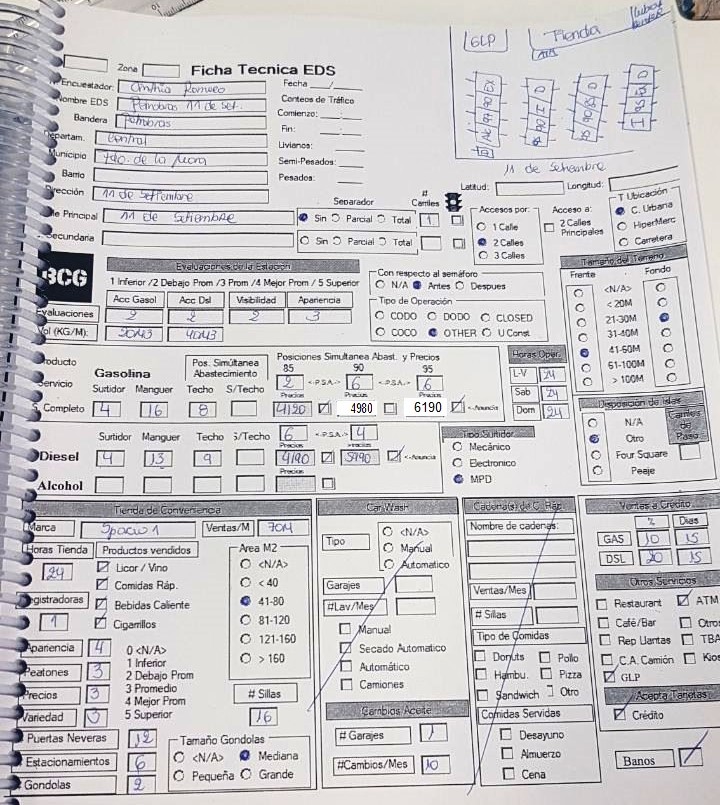 GLP Tienda
Zona Ficha Tecnica EDS
Encuestador: Cinthia Romero Fecha
Nombre EDS Petrobras 11 de Set. Conteos de Tráfico
Bandera Petrobras Comienzo:
Departam. Central Fin:
Livianos:
Municipio Fdo. de la Mora Semi-Pesados:
Barrio Pesados:
11 de Setiembre
Latitud: Longitud:
Dirección 11 de Setiembre
Separador # Carriles
Principal 11 de Setiembre Sin Parcial Total 1
Secundaria Sin Parcial Total
Accesos por:
1 Calle
2 Calles
3 Calles
Acceso a:
2 Calles Principales
T Ubicación
C. Urbana
HiperMerc
Carretera
BCG
Evaluaciones de la Estación
1 Inferior /2 Debajo Prom /3 Prom /4 Mejor Prom / 5 Superior
Acc Gasol Acc Dsl Visibilidad Apariencia
Evaluaciones 2 2 2 3
Vol (KG/M):
Con respecto al semáforo
N/A Antes Despues
Tipo de Operación
CODO DODO CLOSED
COCO OTHER U Const
Tamaño del Terreno
Frente Fondo
<N/A>
< 20M
21-30M
31-40M
41-60M
61-100M
> 100M
Producto Gasolina
Servicio
Completo
Pos. Simúltanea Abastecimiento
Surtidor Manguer Techo S/Techo
4 16 8
Posiciones Simultanea Abast. y Precios
85 90 95
2 <-P.S.A.-> 6 <-P.S.A.-> 6
Precios Precios Precios
4120 4980 6190 <-Anuncia
Horas Oper.
L-V 24
Sab 24
Dom 24
Surtidor Manguer Techo S/Techo 6 <-P.S.A.-> 4
Precios Precios
Diesel 4 13 9 4190 5990 <-Anuncia
Alcohol
Tipo Surtidor
Mecánico
Electronico
MPD
Disposición de Islas
N/A
Otro
Four Square
Peaje
Carriles de Paso
Tienda de Conveniencia
Marca Spacio 1 Ventas/M 70M
Horas Tienda 24
Productos vendidos
Licor / Vino
Comidas Ráp.
Bebidas Caliente
Cigarrillos
Registradoras 1
Area M2
<N/A>
< 40
41-80
81-120
121-160
> 160
Apariencia 4
Peatones 3
Precios 3
Variedad 3
0 <N/A>
1 Inferior
2 Debajo Prom
3 Promedio
4 Mejor Prom
5 Superior
# Sillas
16
Puertas Neveras 12
Estacionamientos 6
Gondolas 2
Tamaño Gondolas
<N/A> Mediana
Pequeña Grande
Car Wash
Tipo
<N/A>
Manual
Automatico
Garajes
#Lav/Mes
Manual
Secado Automatico
Automático
Camiones
Cambios Aceite
# Garajes 1
#Cambios/Mes 10
Cadena(s) de C. Rap.
Nombre de cadenas:
Ventas/Mes
# Sillas
Tipo de Comidas
Donuts Pollo
Hambu. Pizza
Sandwich Otro
Comidas Servidas
Desayuno
Almuerzo
Cena
Ventas a Crédito
% Dias
GAS 10 15
DSL 20 15
Otros Servicios
Restaurant ATM
Café/Bar Otro
Rep Llantas TBA
C.A. Camión Kios
GLP
Acepta Tarjetas
Crédito
Banos